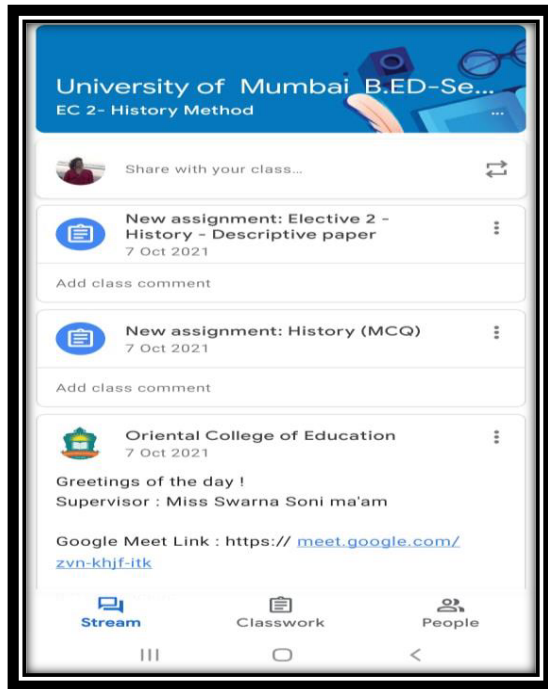 University of Mumbai B.ED-Se...
EC 2- History Method
Share with your class...
New assignment: Elective 2 -
History - Descriptive paper
7 Oct 2021
Add class comment
New assignment: History (MCQ)
7 Oct 2021
Add class comment
Oriental College of Education
7 Oct 2021
Greetings of the day !
Supervisor : Miss Swarna Soni ma'am
Google Meet Link : https:// meet.google.com/
zvn-khjf-itk
Stream
Classwork
People